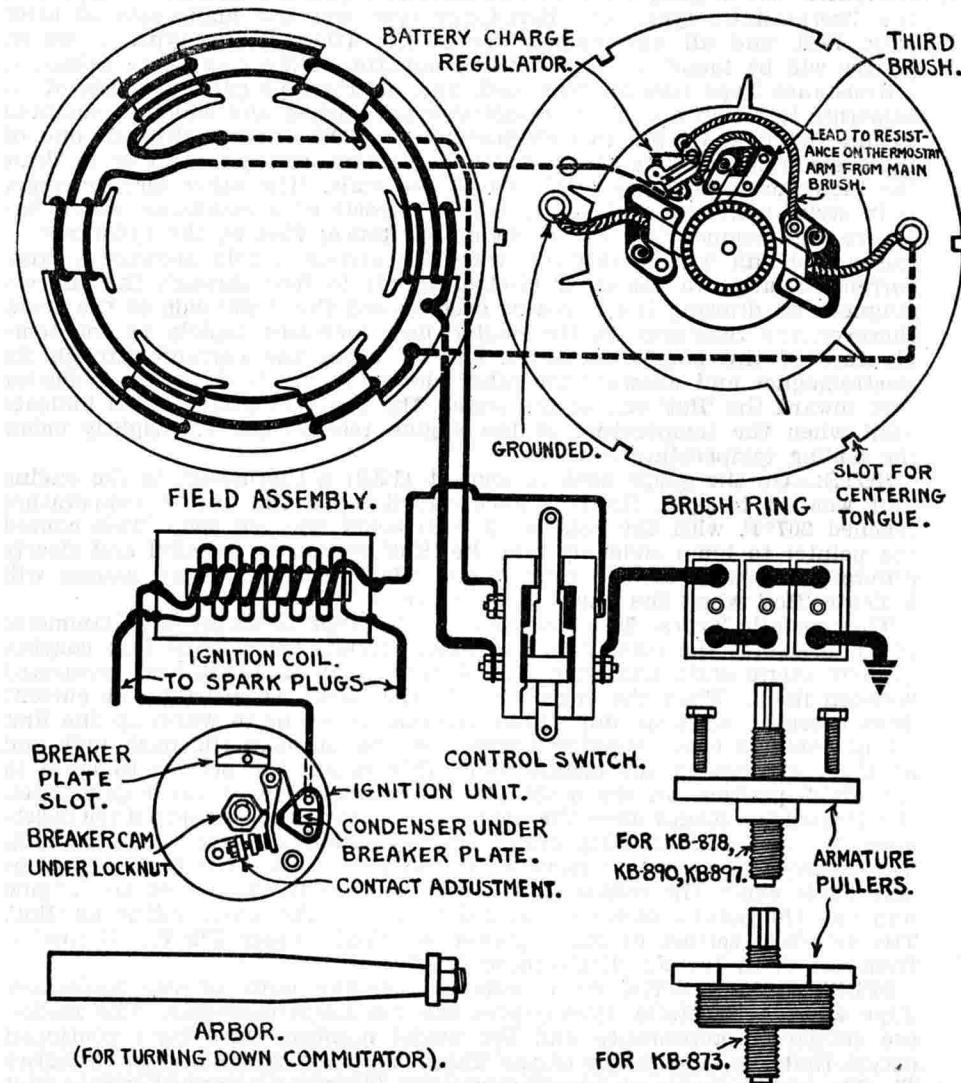 BATTERY CHARGE
REGULATOR.
THIRD
BRUSH.
LEAD TO RESIST-
ANCE ON THERMOSTAT
ARM FROM MAIN
BRUSH.
GROUNDED.
SLOT FOR
CENTERING
TONGUE.
FIELD ASSEMBLY.
BRUSH RING
IGNITION COIL.
TO SPARK PLUGS
CONTROL SWITCH.
BREAKER
PLATE
SLOT.
IGNITION UNIT.
BREAKER CAM
UNDER LOCKNUT
CONDENSER UNDER
BREAKER PLATE.
CONTACT ADJUSTMENT.
FOR KB-878,
KB-890, KB-897.
ARMATURE
PULLERS.
ARBOR
(FOR TURNING DOWN COMMUTATOR).
FOR KB-873.